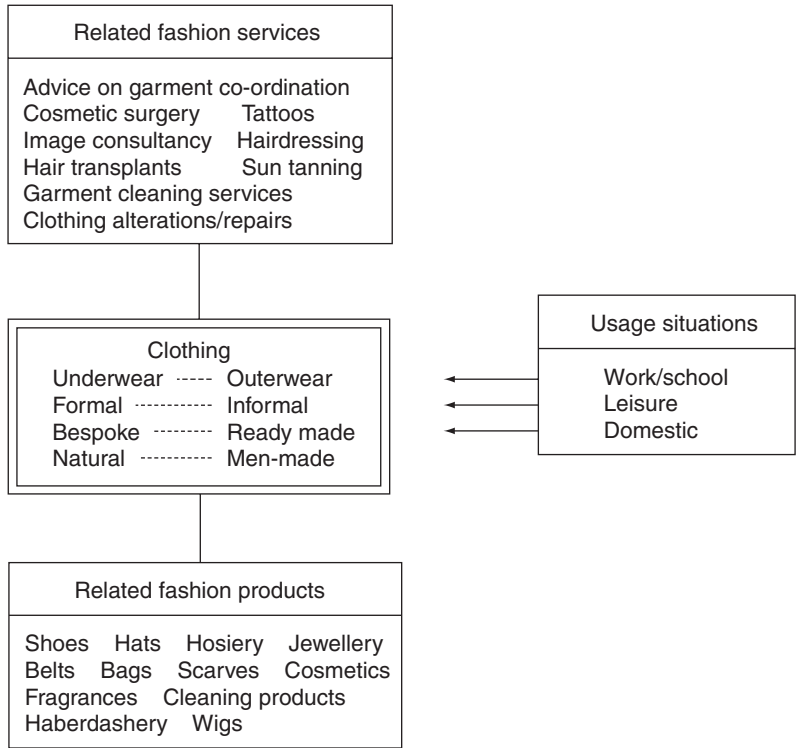 Related fashion services
Advice on garment co-ordination
Cosmetic surgery Tattoos
Image consultancy Hairdressing
Hair transplants Sun tanning
Garment cleaning services
Clothing alterations/repairs
Clothing
Underwear ----- Outerwear
Formal ------------ Informal
Bespoke --------- Ready made
Natural ----------- Men-made
Usage situations
Work/school
Leisure
Domestic
Related fashion products
Shoes Hats Hosiery Jewellery
Belts Bags Scarves Cosmetics
Fragrances Cleaning products
Haberdashery Wigs